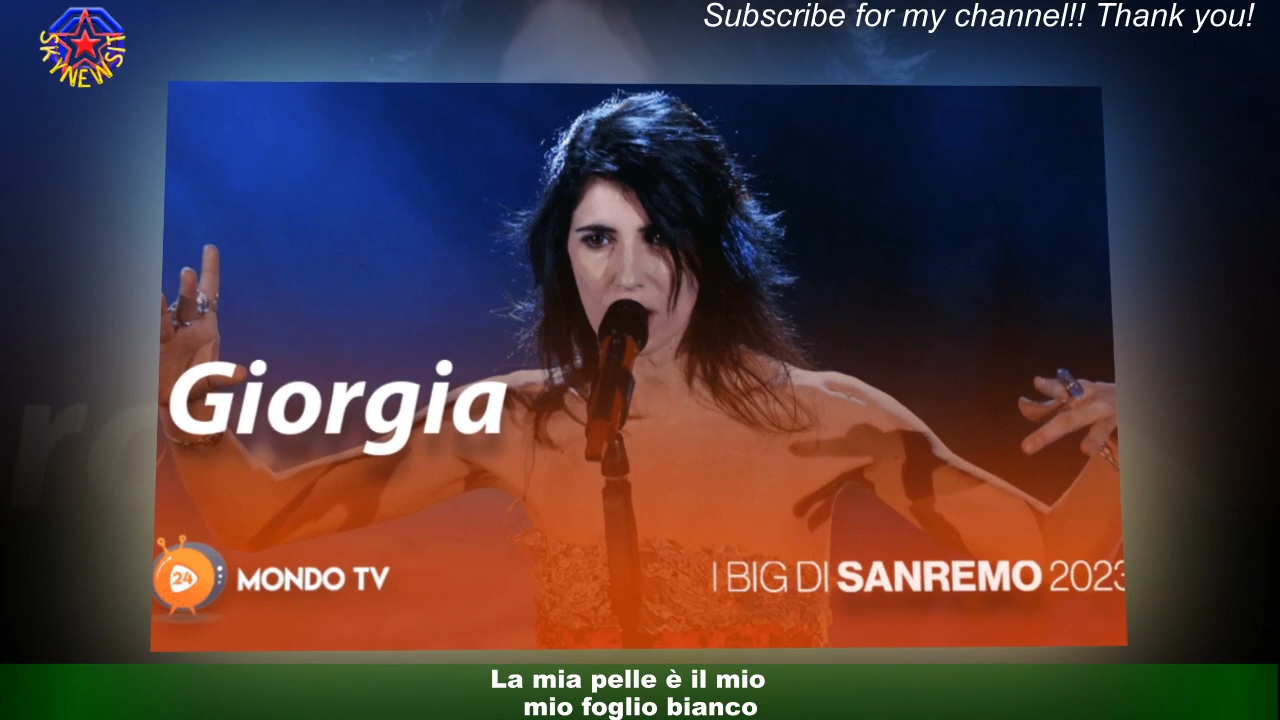 Subscribe for my channel!! Thank you!
SKYNEWS LIST
Giorgia
24 MONDO TV
I BIG DI SANREMO 2023
La mia pelle è il mio
mio foglio bianco